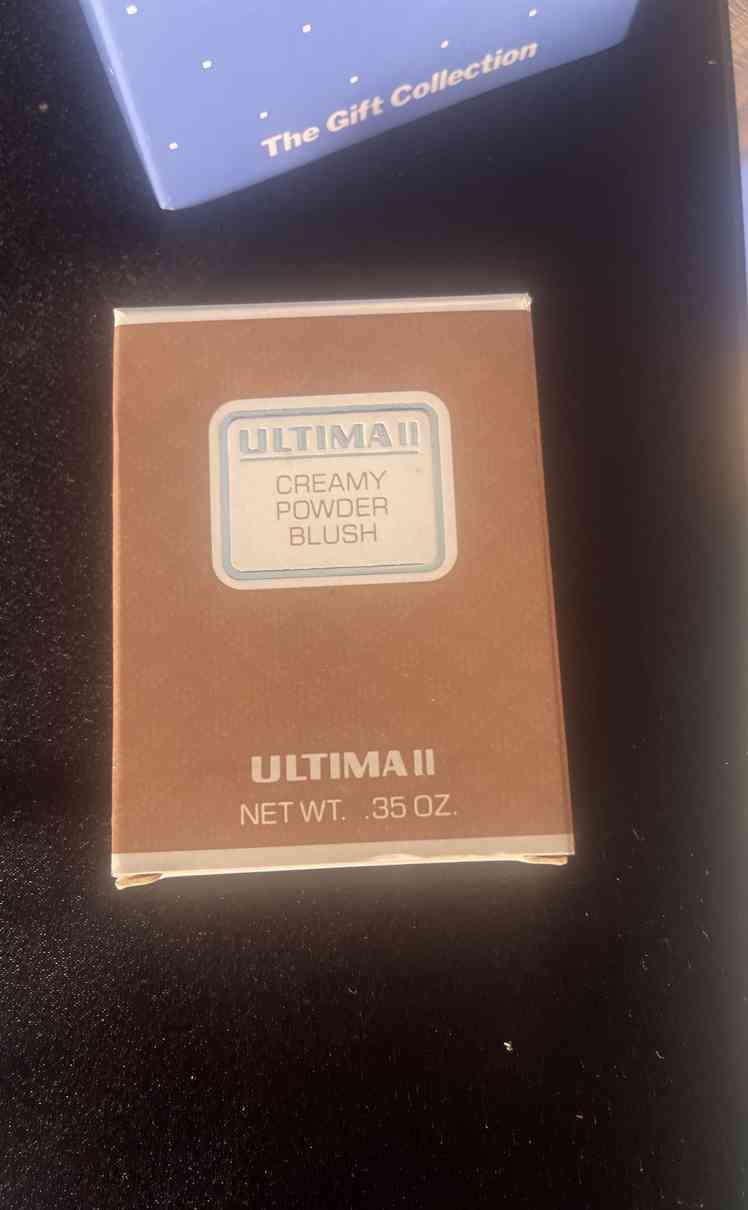 The Gift Collection
ULTIMA II
CREAMY
POWDER
BLUSH
ULTIMA II
NET WT. .35 OZ.